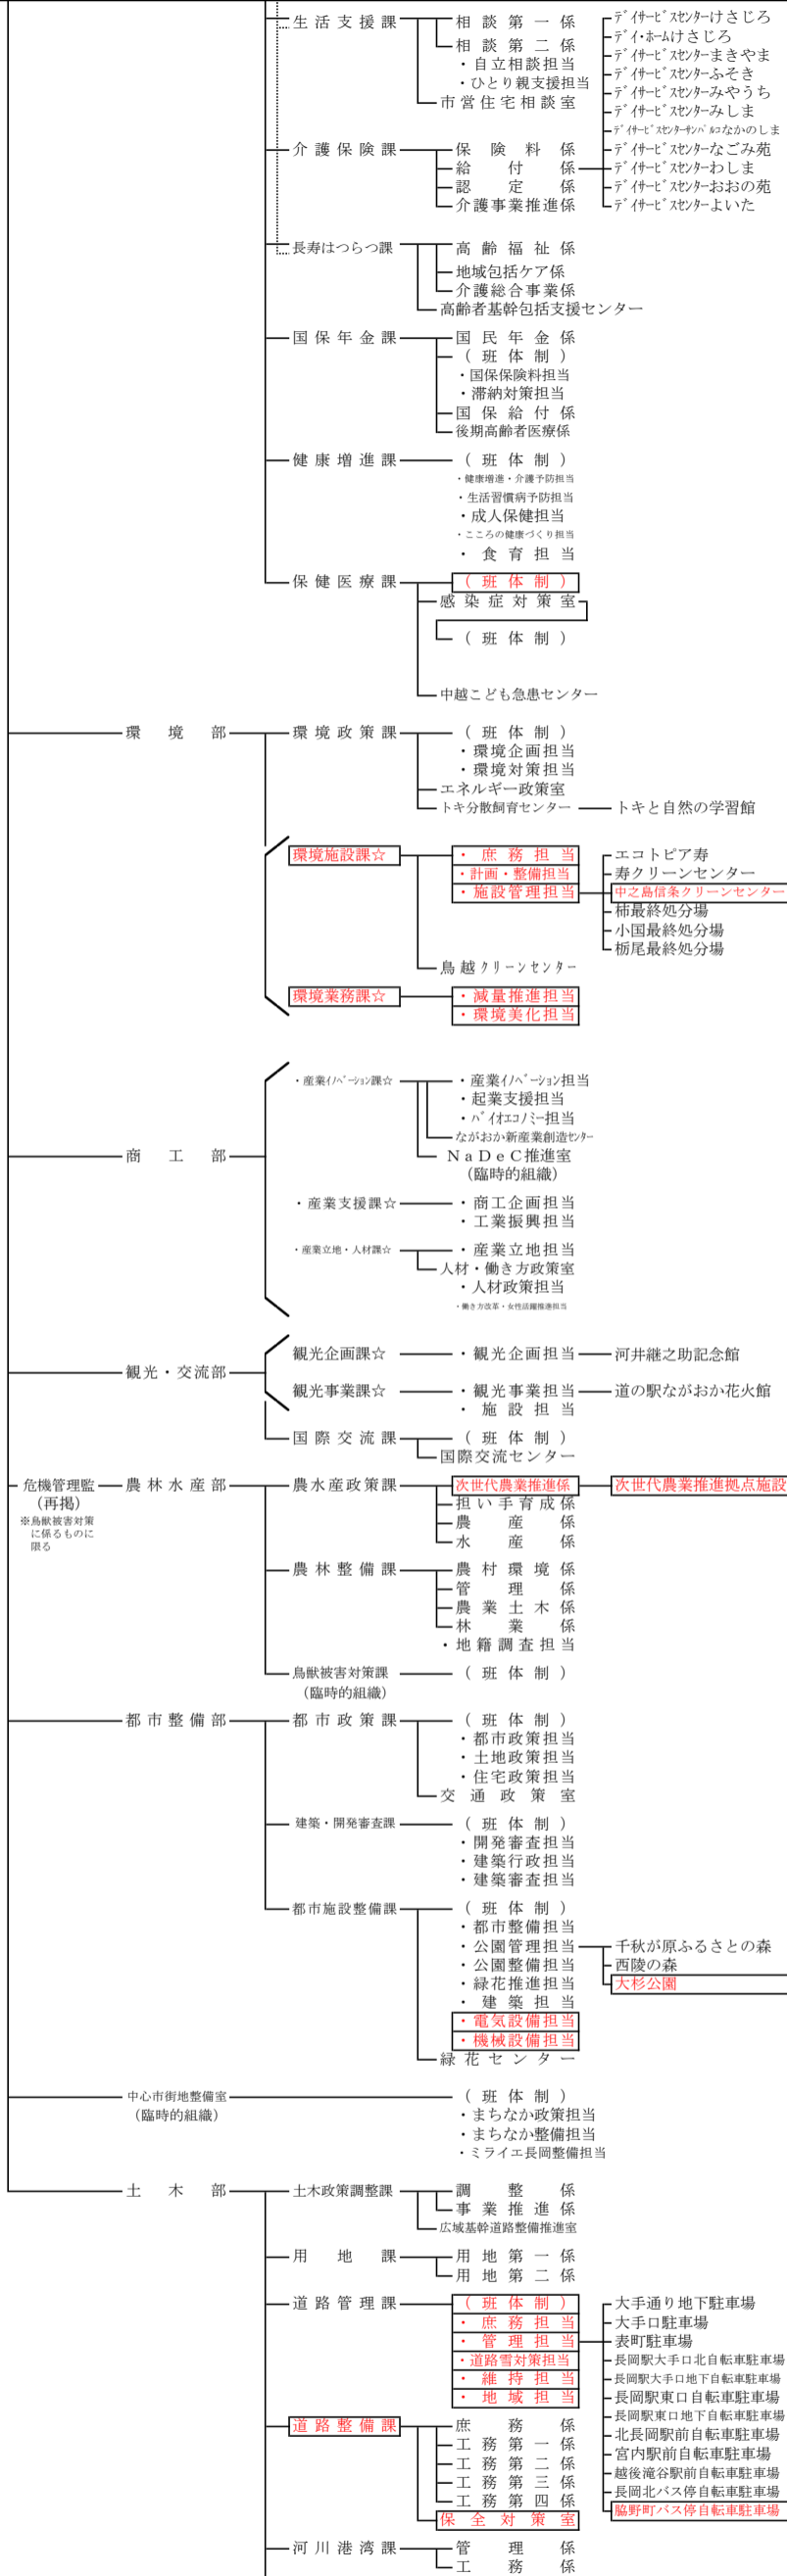 生活支援課 相談第一係 デイサービスセンターけさじろ
デイ・ホームけさじろ
相談第二係 デイサービスセンターまきやま
・自立相談担当 デイサービスセンターふそき
・ひとり親支援担当 デイサービスセンターみやうち
市営住宅相談室 デイサービスセンターみしま
デイサービスセンターサンパルコなかのしま
介護保険課 保険料係 デイサービスセンターなごみ苑
給付係 デイサービスセンターわしま
認定係 デイサービスセンターおおの苑
介護事業推進係 デイサービスセンターよいた
長寿はつらつ課 高齢福祉係
地域包括ケア係
介護総合事業係
高齢者基幹包括支援センター
国保年金課 国民年金係
（班体制）
・国保保険料担当
・滞納対策担当
国保給付係
後期高齢者医療係
健康増進課 （班体制）
・健康増進・介護予防担当
・生活習慣病予防担当
・成人保健担当
・こころの健康づくり担当
・食育担当
保健医療課 （班体制）
感染症対策室
（班体制）
中越こども急患センター
環境部 環境政策課 （班体制）
・環境企画担当
・環境対策担当
エネルギー政策室
トキ分散飼育センター トキと自然の学習館
環境施設課☆ ・庶務担当 エコトピア寿
・計画・整備担当 寿クリーンセンター
・施設管理担当 中之島信条クリーンセンター
柿最終処分場
小国最終処分場
栃尾最終処分場
鳥越クリーンセンター
環境業務課☆ ・減量推進担当
・環境美化担当
・産業イノベーション課☆ ・産業イノベーション担当
・起業支援担当
・バイオエコノミー担当
ながおか新産業創造センター
商工部 ＮａＤｅＣ推進室
（臨時的組織）
・産業支援課☆ ・商工企画担当
・工業振興担当
・産業立地・人材課☆ ・産業立地担当
人材・働き方政策室
・人材政策担当
・働き方改革・女性活躍推進担当
観光企画課☆ ・観光企画担当 河井継之助記念館
観光・交流部
観光事業課☆ ・観光事業担当 道の駅ながおか花火館
・施設担当
国際交流課 （班体制）
国際交流センター
危機管理監 農林水産部 農水産政策課 次世代農業推進係 次世代農業推進拠点施設
（再掲） 担い手育成係
※鳥獣被害対策 農産係
に係るものに 水産係
限る
農林整備課 農村環境係
管理係
農業土木係
林業係
・地籍調査担当
鳥獣被害対策課 （班体制）
（臨時的組織）
都市整備部 都市政策課 （班体制）
・都市政策担当
・土地政策担当
・住宅政策担当
交通政策室
建築・開発審査課 （班体制）
・開発審査担当
・建築行政担当
・建築審査担当
都市施設整備課 （班体制）
・都市整備担当
・公園管理担当 千秋が原ふるさとの森
・公園整備担当 西陵の森
・緑花推進担当 大杉公園
・建築担当
・電気設備担当
・機械設備担当
緑花センター
中心市街地整備室 （班体制）
（臨時的組織） ・まちなか政策担当
・まちなか整備担当
・ミライエ長岡整備担当
土木部 土木政策調整課 調整係
事業推進係
広域基幹道路整備推進室
用地課 用地第一係
用地第二係
道路管理課 （班体制） 大手通り地下駐車場
・庶務担当 大手口駐車場
・管理担当 表町駐車場
・道路雪対策担当 長岡駅大手口北自転車駐車場
・維持担当 長岡駅大手口地下自転車駐車場
・地域担当 長岡駅東口自転車駐車場
長岡駅東口地下自転車駐車場
道路整備課 庶務係 北長岡駅前自転車駐車場
工務第一係 宮内駅前自転車駐車場
工務第二係 越後滝谷駅前自転車駐車場
工務第三係 長岡北バス停自転車駐車場
工務第四係 脇野町バス停自転車駐車場
保全対策室
河川港湾課 管理係
工務係